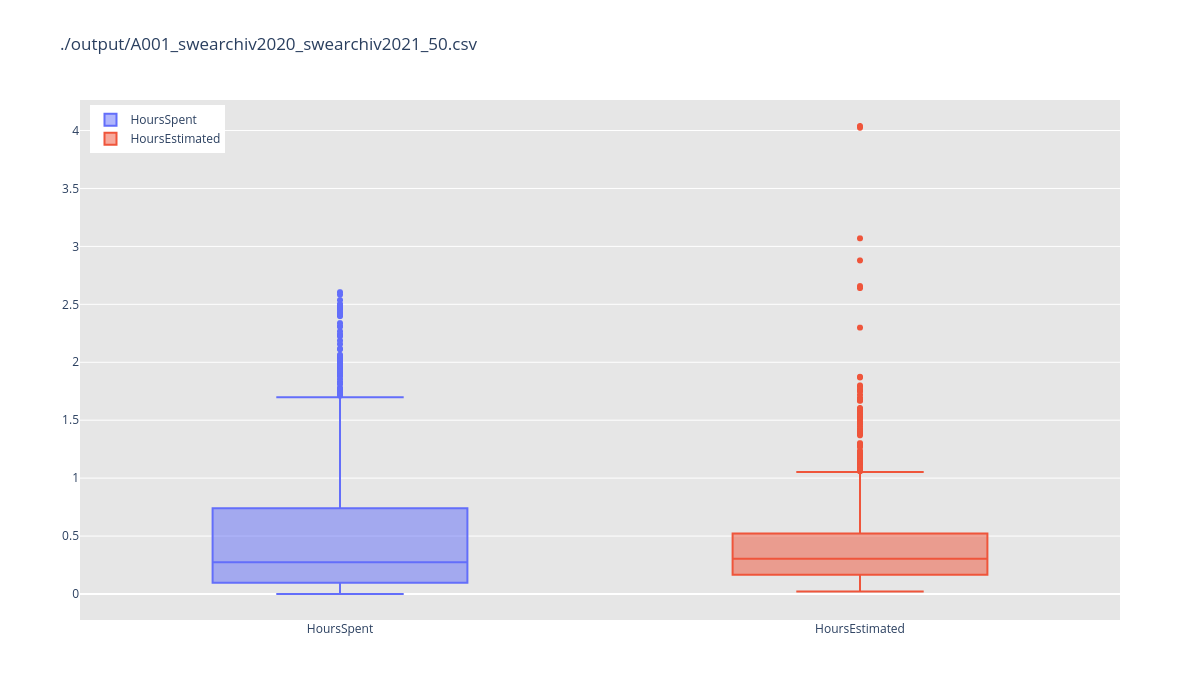 ./output/A001_swearchiv2020_swearchiv2021_50.csv
HoursSpent
HoursEstimated
4
3.5
3
2.5
2
1.5
1
0.5
0
HoursSpent HoursEstimated